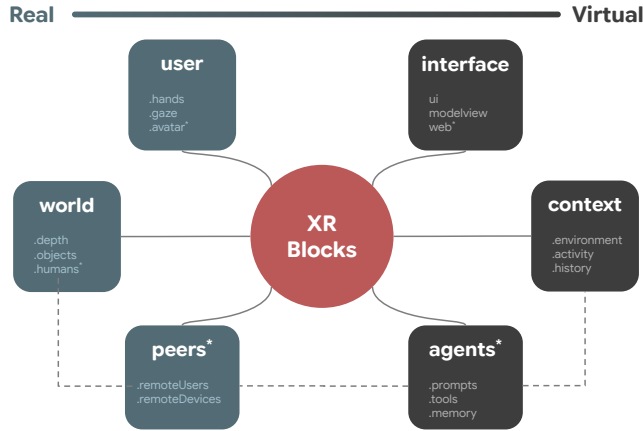 Real
Virtual
user
.hands
.gaze
.avatar*
interface
ui
modelview
web*
world
.depth
.objects
.humans*
XR
Blocks
context
.environment
.activity
.history
peers*
.remoteUsers
.remoteDevices
agents*
.prompts
.tools
.memory